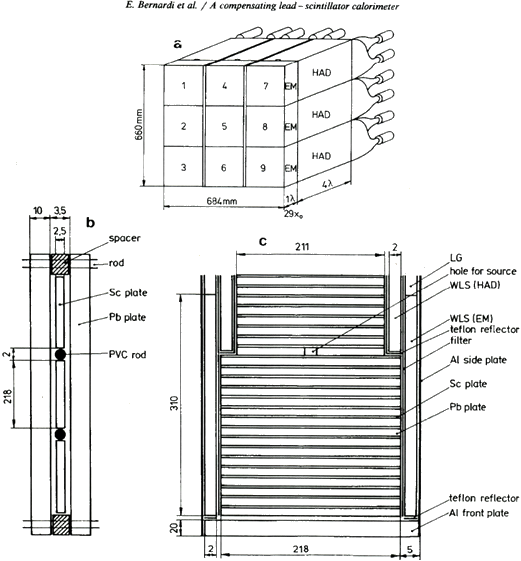 E. Bernardi et al. / A compensating lead – scintillator calorimeter
a
1 4 7 EM HAD
2 5 8 EM HAD
3 6 9 EM HAD
660mm
684mm
1λ
29x₀
4λ
b
10 3,5
2,5
spacer
rod
Sc plate
Pb plate
PVC rod
2
218
c
211 2
LG
hole for source
WLS (HAD)
WLS (EM)
teflon reflector
filter
Al side plate
Sc plate
Pb plate
310
teflon reflector
Al front plate
20
2 218 5